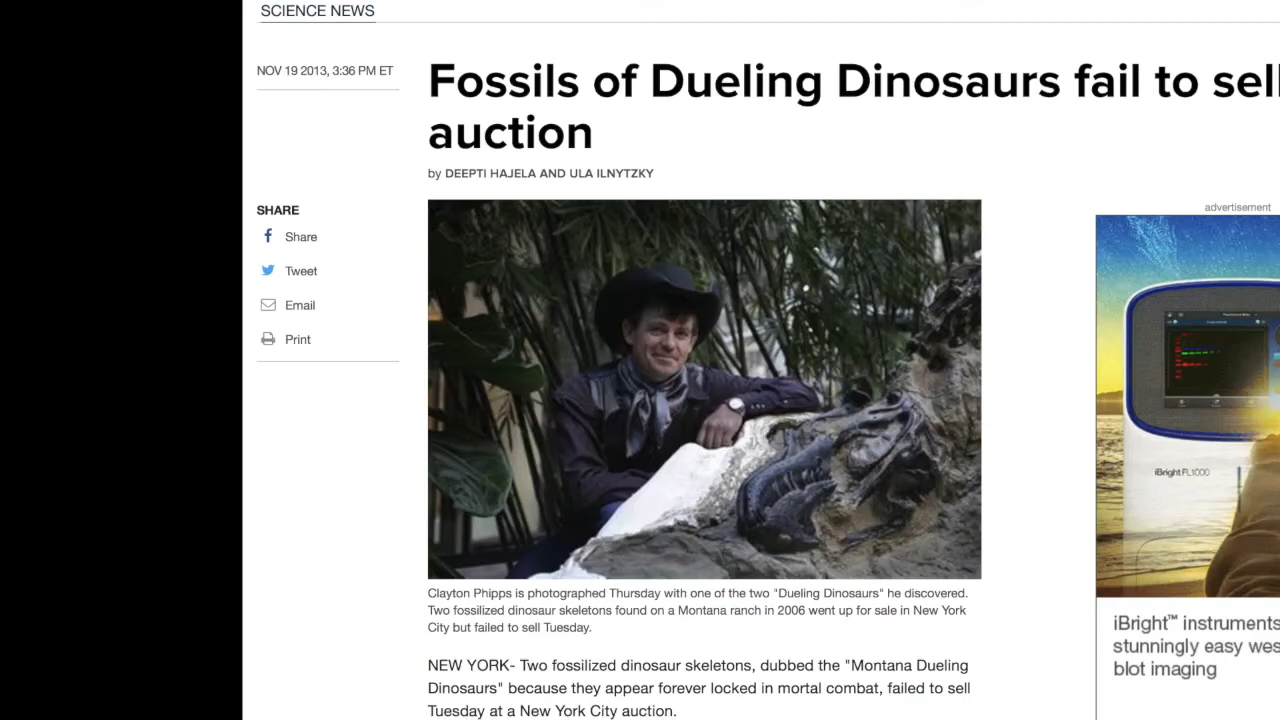 SCIENCE NEWS
NOV 19 2013, 3:36 PM ET
Fossils of Dueling Dinosaurs fail to sell
auction
by DEEPTI HAJELA AND ULA ILNYTZKY
SHARE
Share
Tweet
Email
Print
advertisement
iBright FL1000
Clayton Phipps is photographed Thursday with one of the two "Dueling Dinosaurs" he discovered.
Two fossilized dinosaur skeletons found on a Montana ranch in 2006 went up for sale in New York
City but failed to sell Tuesday.
iBright™ instruments
stunningly easy wes
blot imaging
NEW YORK- Two fossilized dinosaur skeletons, dubbed the "Montana Dueling
Dinosaurs" because they appear forever locked in mortal combat, failed to sell
Tuesday at a New York City auction.